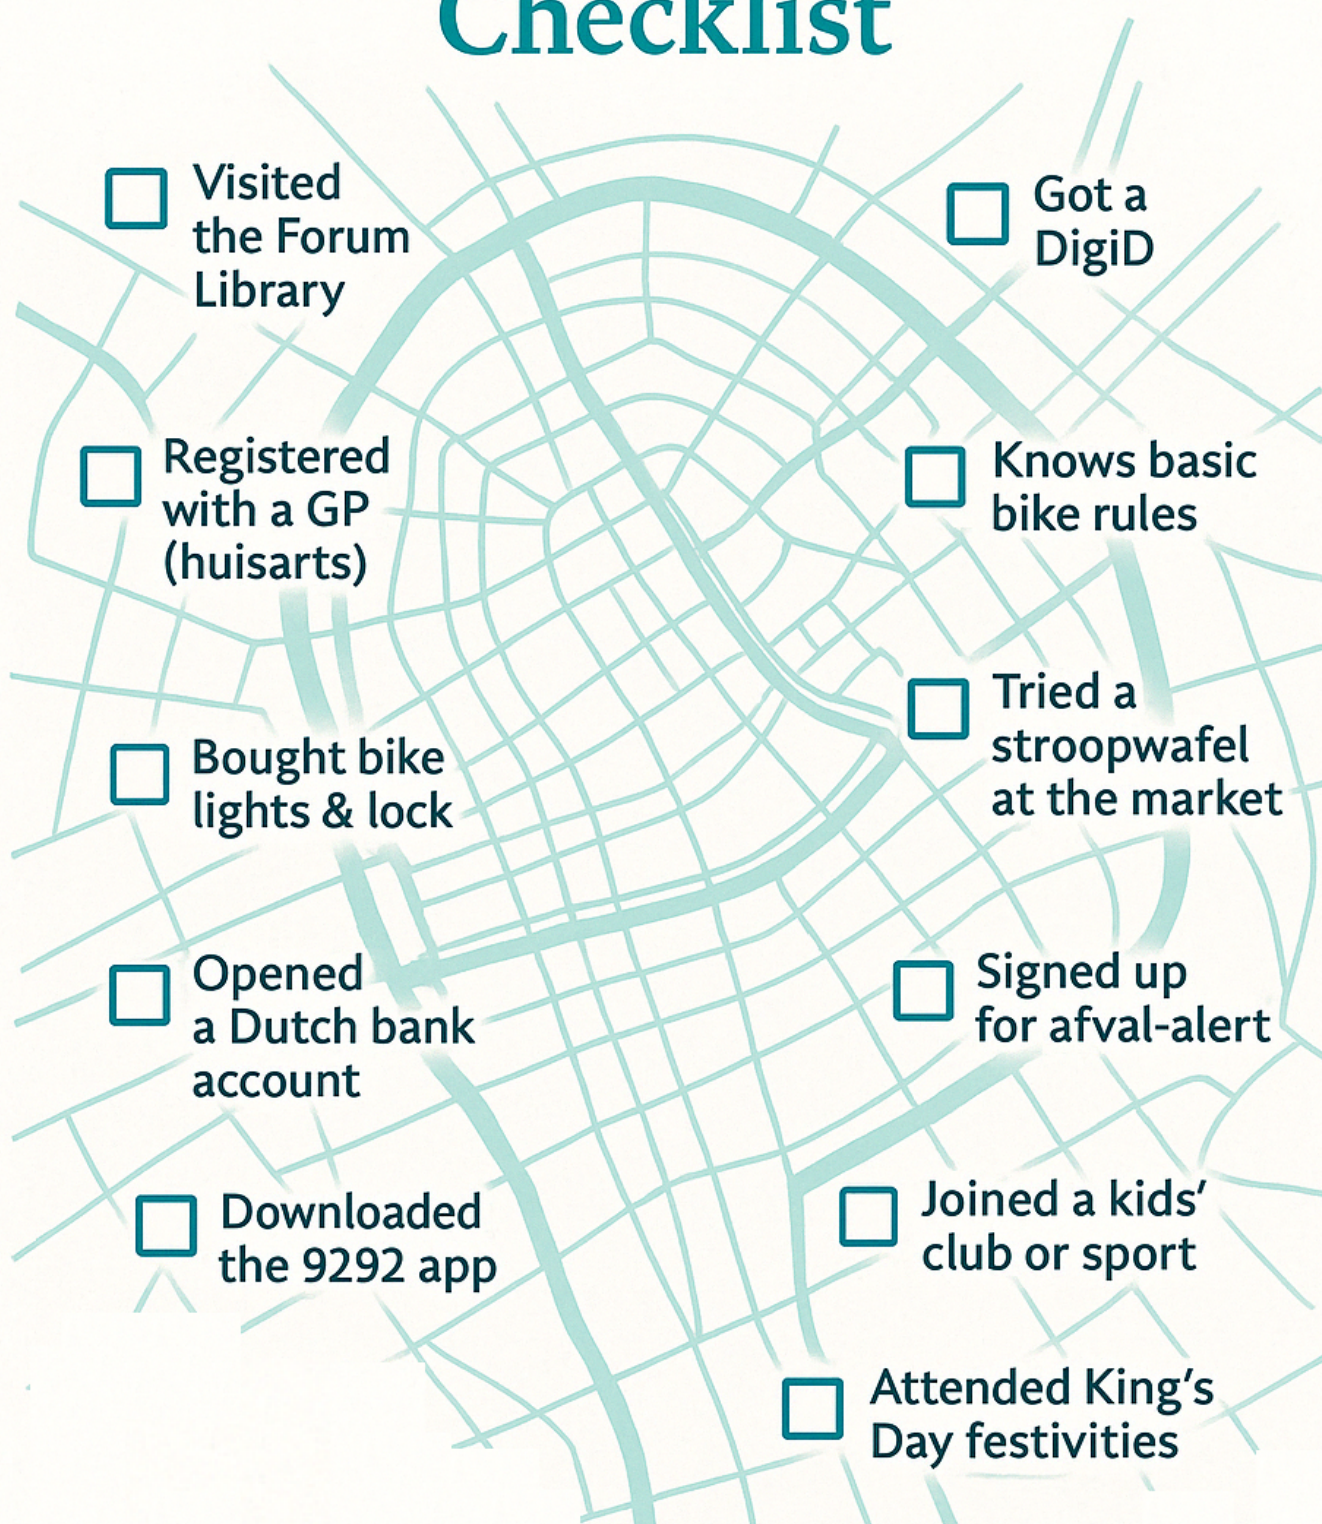 Checklist
Visited
the Forum
Library
Registered
with a GP
(huisarts)
Bought bike
lights & lock
Opened
a Dutch bank
account
Downloaded
the 9292 app
Got a
DigiD
Knows basic
bike rules
Tried a
stroopwafel
at the market
Signed up
for afval-alert
Joined a kids’
club or sport
Attended King’s
Day festivities